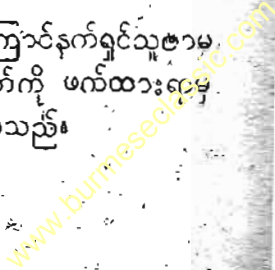 ကြောင်နက်ရှင်သူဇာမှ
ကို ဖက်ထားရာမှ
သည်။
www.burmeseclassic.com